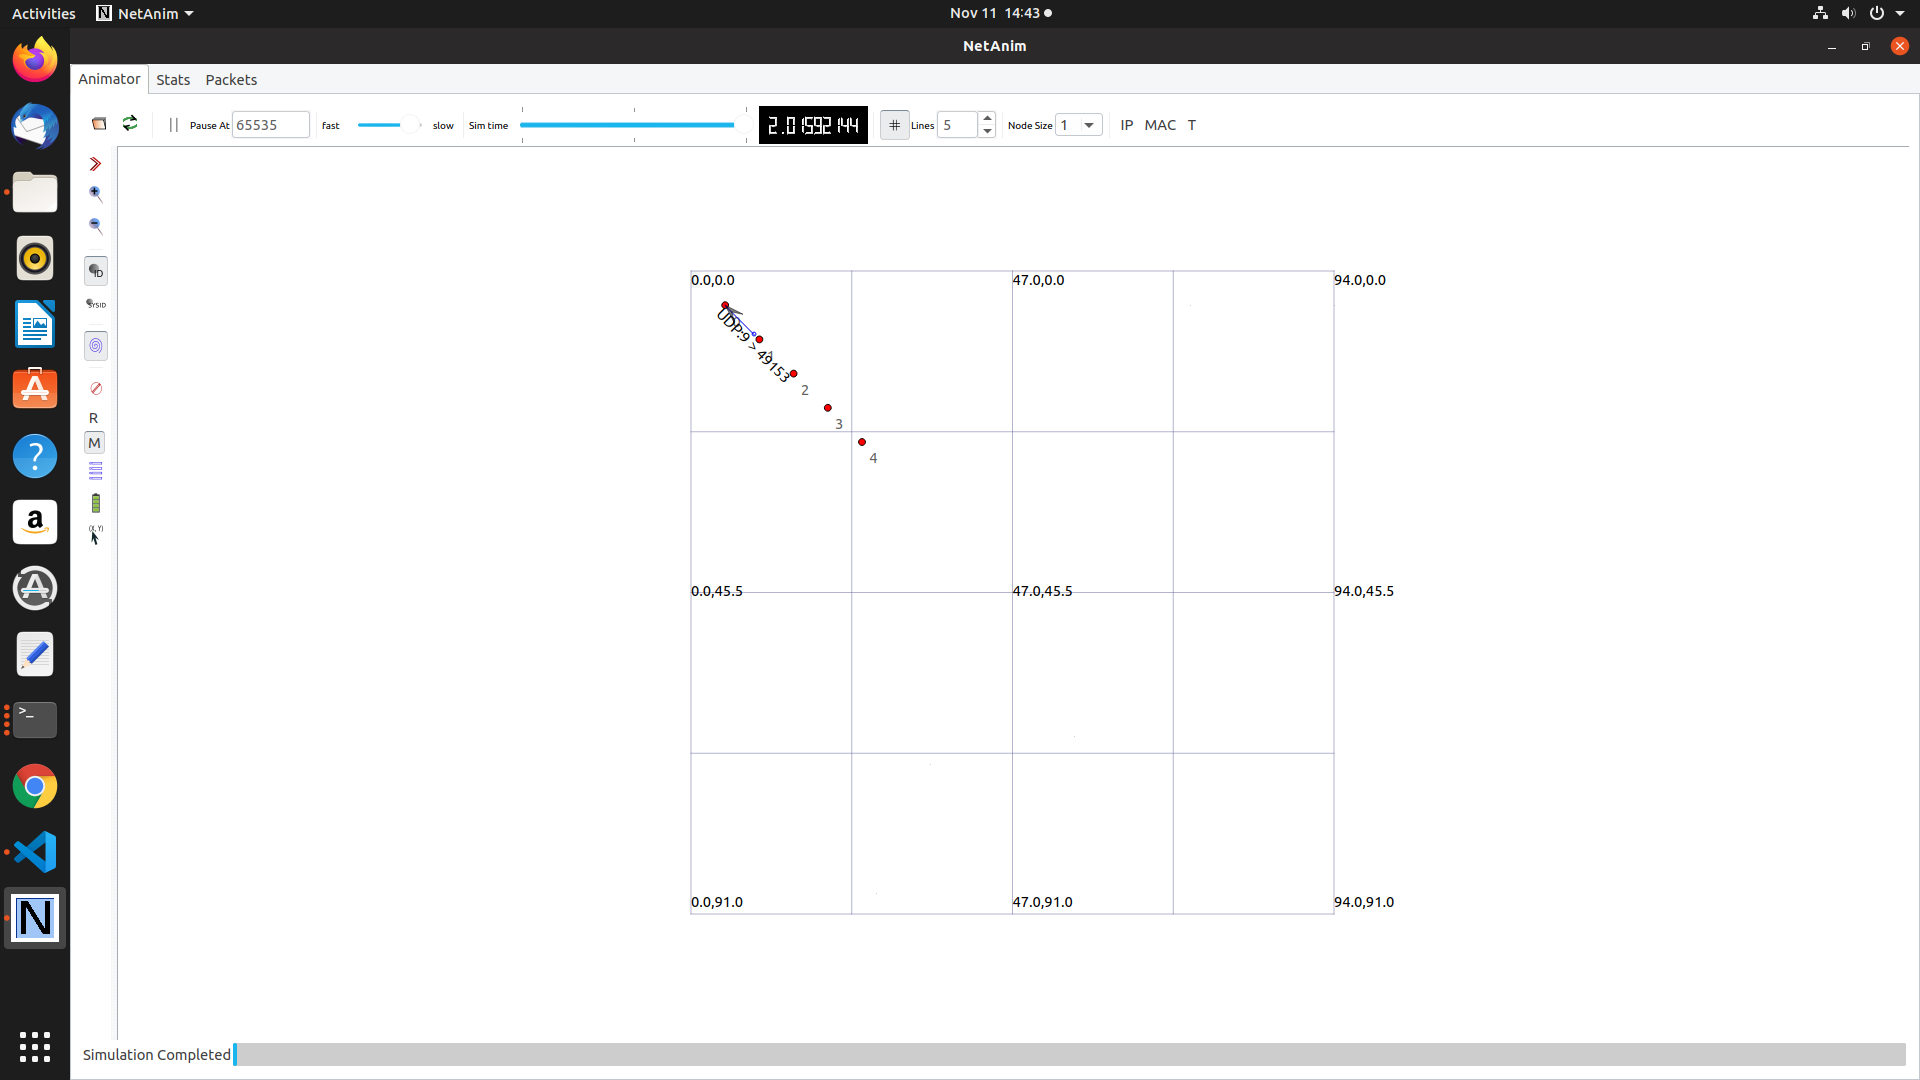 Activities NetAnim Nov 11 14:43
NetAnim
Animator Stats Packets
Pause At 65535 fast slow Sim time 2.01592144 # Lines 5 Node Size 1 IP MAC T
ID
SYSID
R
M
(X, Y)
0.0,0.0 47.0,0.0 94.0,0.0
UDP:9 > 49153
2
3
4
0.0,45.5 47.0,45.5 94.0,45.5
0.0,91.0 47.0,91.0 94.0,91.0
?
a
>_
N
Simulation Completed